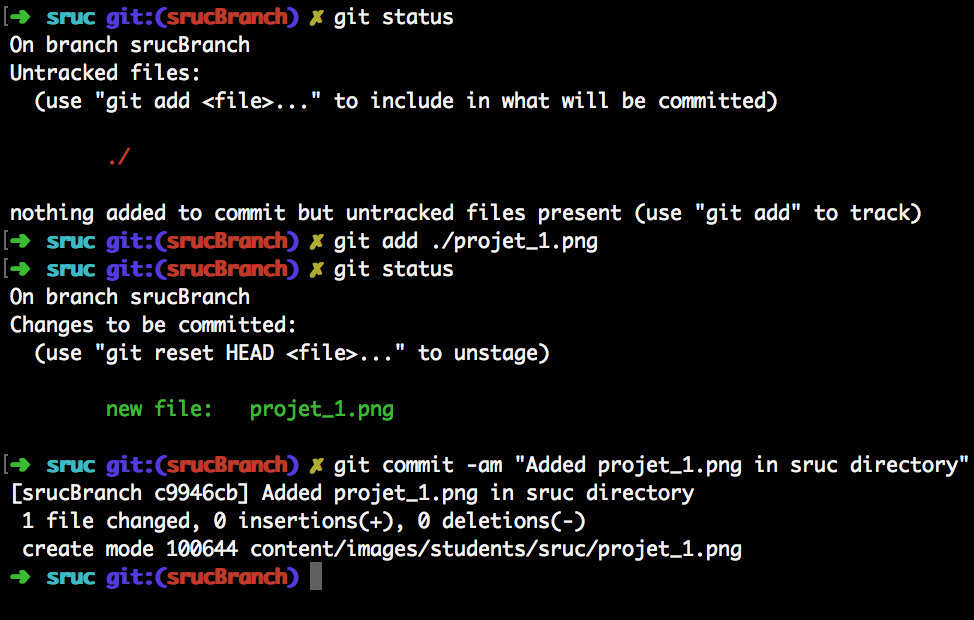 ➜ sruc git:(srucBranch) ✗ git status
On branch srucBranch
Untracked files:
  (use "git add <file>..." to include in what will be committed)
        ./
nothing added to commit but untracked files present (use "git add" to track)
➜ sruc git:(srucBranch) ✗ git add ./projet_1.png
➜ sruc git:(srucBranch) ✗ git status
On branch srucBranch
Changes to be committed:
  (use "git reset HEAD <file>..." to unstage)
        new file:   projet_1.png
➜ sruc git:(srucBranch) ✗ git commit -am "Added projet_1.png in sruc directory"
[srucBranch c9946cb] Added projet_1.png in sruc directory
 1 file changed, 0 insertions(+), 0 deletions(-)
 create mode 100644 content/images/students/sruc/projet_1.png
➜ sruc git:(srucBranch)